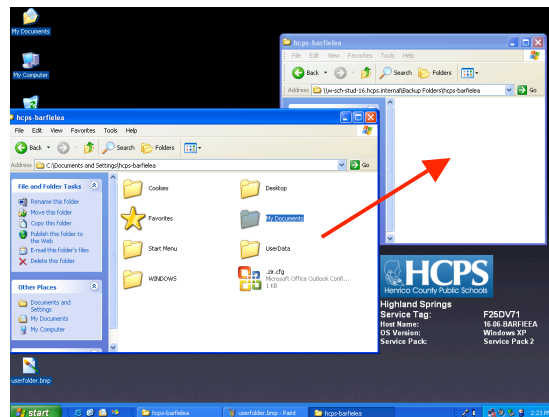 My Documents
My Computer
hcps-barfielea
File Edit View Favorites Tools Help
Back Search Folders
Address \\w-sch-stud-16.hcps.internal\Backup Folders\hcps-barfielea Go
hcps-barfielea
File Edit View Favorites Tools Help
Back Search Folders
Address C:\Documents and Settings\hcps-barfielea Go
File and Folder Tasks
Rename this folder
Move this folder
Copy this folder
Publish this folder to
the Web
E-mail this folder's files
Delete this folder
Other Places
Documents and
Settings
My Documents
My Computer
Cookies
Desktop
Favorites
My Documents
Start Menu
UserData
WINDOWS
.zir.cfg
Microsoft Office Outlook Confi...
1 KB
HCPS
Henrico County Public Schools
Highland Springs
Service Tag: F25DV71
Host Name: 16-06-BARFIEEA
OS Version: Windows XP
Service Pack: Service Pack 2
userfolder.bmp
start
hcps-barfielea
userfolder.bmp - Paint
hcps-barfielea
2:23 PM